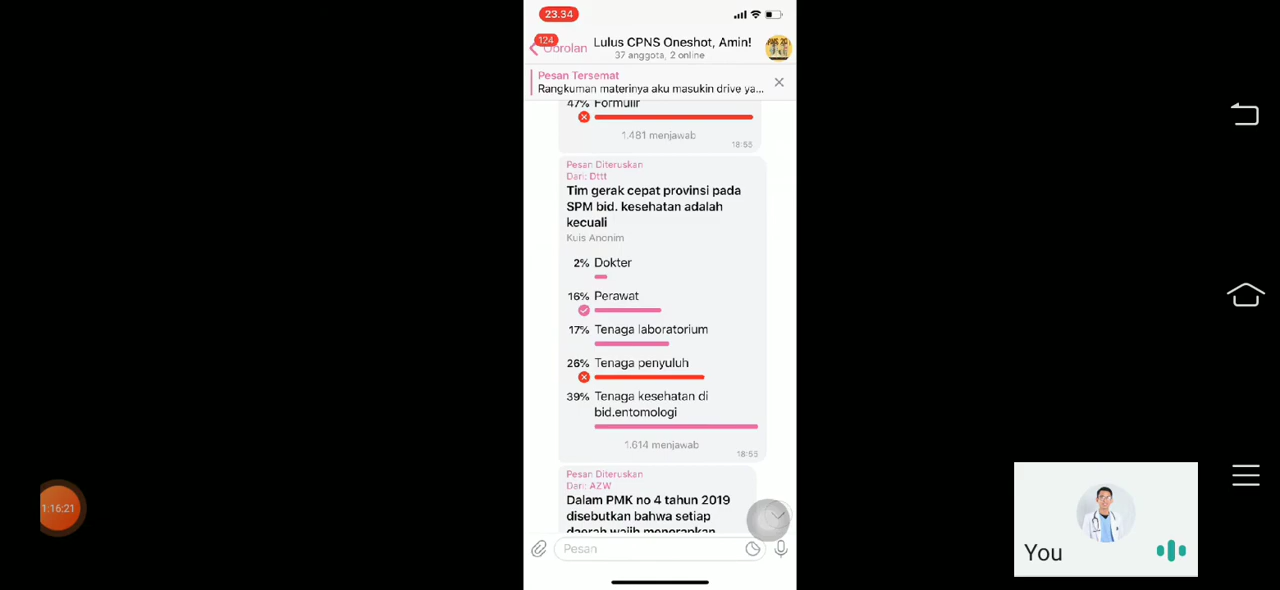 23.34
124
Obrolan
Lulus CPNS Oneshot, Amin!
37 anggota, 2 online
Pesan Tersemat
Rangkuman materinya aku masukin drive ya...
47% Formulir
1.481 menjawab
18:55
Pesan Diteruskan
Dari: Dttt
Tim gerak cepat provinsi pada
SPM bid. kesehatan adalah
kecuali
Kuis Anonim
2% Dokter
16% Perawat
17% Tenaga laboratorium
26% Tenaga penyuluh
39% Tenaga kesehatan di
bid.entomologi
1.614 menjawab
18:55
Pesan Diteruskan
Dari: AZW
Dalam PMK no 4 tahun 2019
disebutkan bahwa setiap
daerah wajib menerapkan
Pesan
1:16:21
You